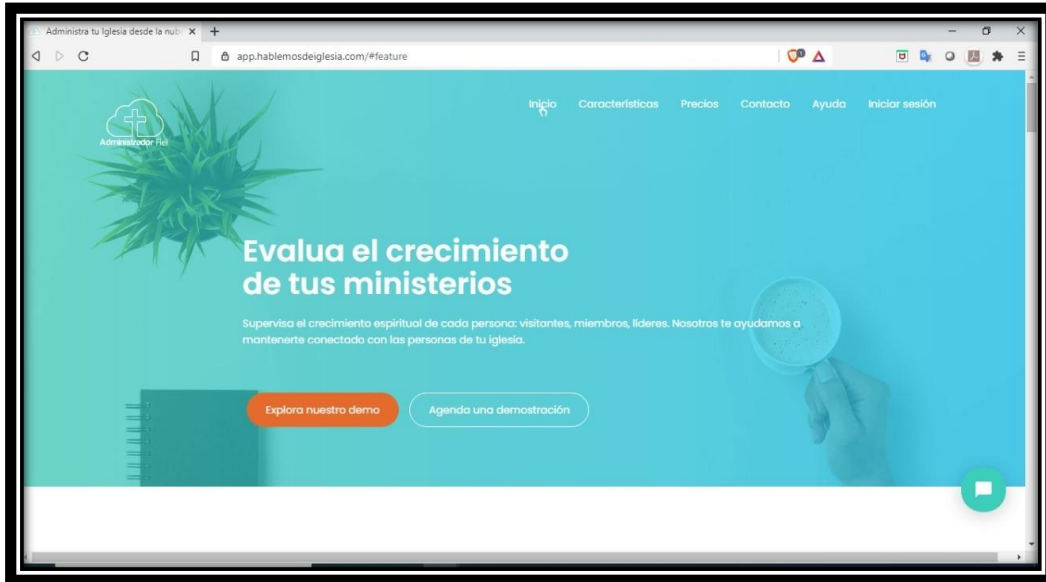 Administra tu Iglesia desde la nub
app.hablemosdeiglesia.com/#feature
Administrador Fiel
Inicio Características Precios Contacto Ayuda Iniciar sesión
Evalua el crecimiento
de tus ministerios
Supervisa el crecimiento espiritual de cada persona: visitantes, miembros, líderes. Nosotros te ayudamos a
mantenerte conectado con las personas de tu iglesia.
Explora nuestro demo Agenda una demostración